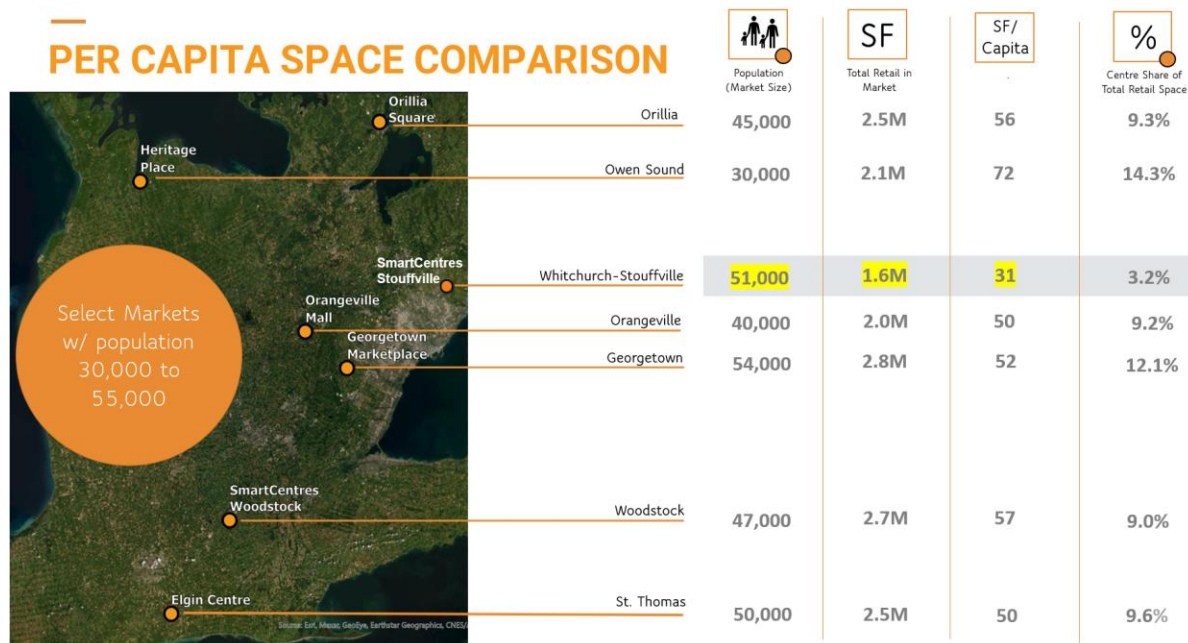 PER CAPITA SPACE COMPARISON
SF
SF/
Capita
%
Population
(Market Size)
Total Retail in
Market
.
Centre Share of
Total Retail Space
Orillia
Square
Heritage
Place
SmartCentres
Stouffville
Orangeville
Mall
Georgetown
Marketplace
SmartCentres
Woodstock
Elgin Centre
Select Markets
w/ population
30,000 to
55,000
Source: Esri, Maxar, GeoEye, Earthstar Geographics, CNES/
Orillia 45,000 2.5M 56 9.3%
Owen Sound 30,000 2.1M 72 14.3%
Whitchurch-Stouffville 51,000 1.6M 31 3.2%
Orangeville 40,000 2.0M 50 9.2%
Georgetown 54,000 2.8M 52 12.1%
Woodstock 47,000 2.7M 57 9.0%
St. Thomas 50,000 2.5M 50 9.6%